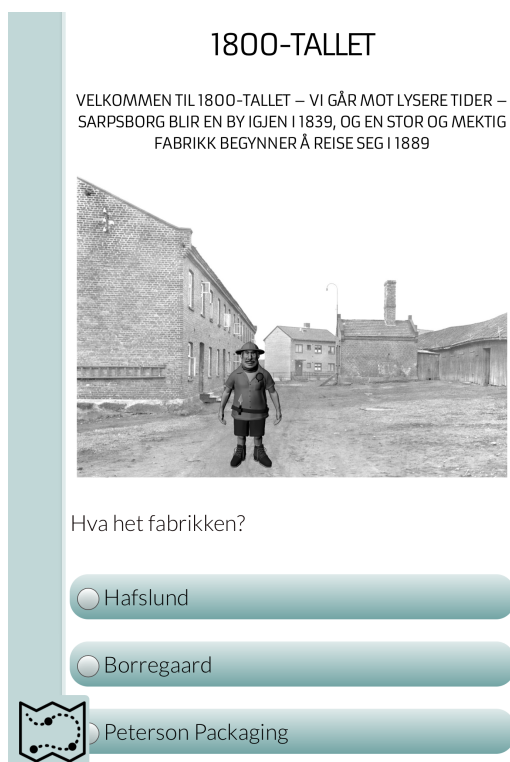 1800-TALLET
VELKOMMEN TIL 1800-TALLET – VI GÅR MOT LYSERE TIDER –
SARPSBORG BLIR EN BY IGJEN I 1839, OG EN STOR OG MEKTIG
FABRIKK BEGYNNER Å REISE SEG I 1889
Hva het fabrikken?
Hafslund
Borregaard
Peterson Packaging